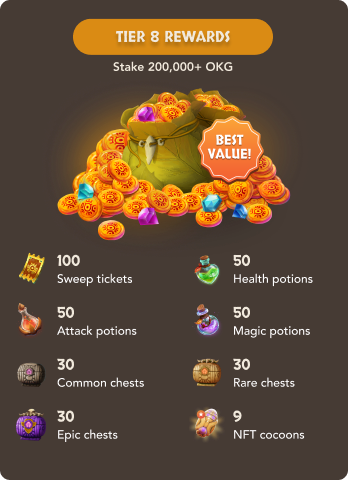 TIER 8 REWARDS
Stake 200,000+ OKG
BEST
VALUE!
100
Sweep tickets
50
Health potions
50
Attack potions
50
Magic potions
30
Common chests
30
Rare chests
30
Epic chests
9
NFT cocoons